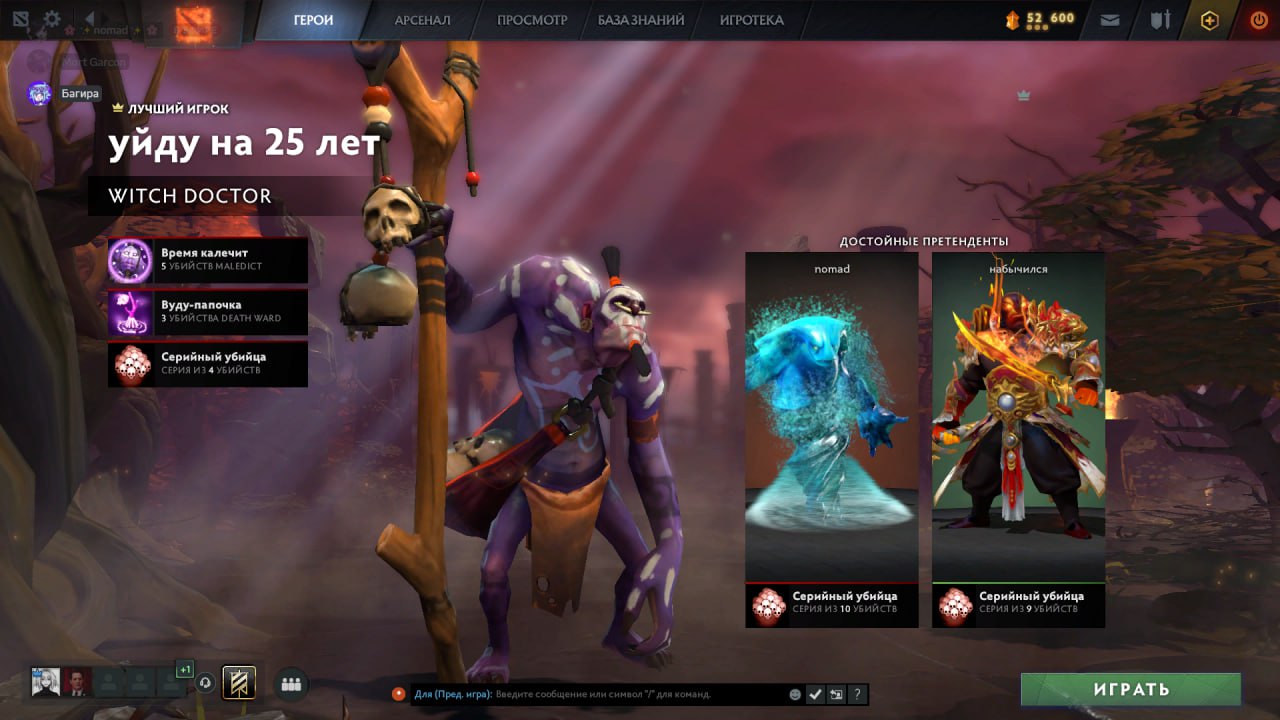 ГЕРОИ
АРСЕНАЛ
ПРОСМОТР
БАЗА ЗНАНИЙ
ИГРОТЕКА
52 600
nomad
Mort Garcon
Багира
ЛУЧШИЙ ИГРОК
уйду на 25 лет
WITCH DOCTOR
Время калечит
5 УБИЙСТВ MALEDICT
Вуду-папочка
3 УБИЙСТВА DEATH WARD
Серийный убийца
СЕРИЯ ИЗ 4 УБИЙСТВ
ДОСТОЙНЫЕ ПРЕТЕНДЕНТЫ
nomad
набычился
Серийный убийца
СЕРИЯ ИЗ 10 УБИЙСТВ
Серийный убийца
СЕРИЯ ИЗ 9 УБИЙСТВ
+1
Для (Пред. игра): Введите сообщение или символ "/" для команд.
?
ИГРАТЬ